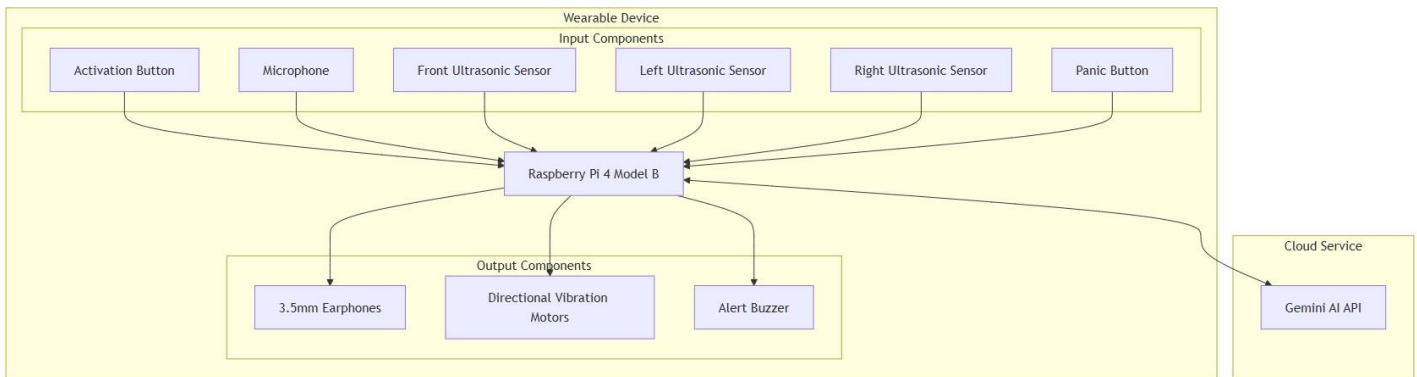 Wearable Device
Input Components
Activation Button
Microphone
Front Ultrasonic Sensor
Left Ultrasonic Sensor
Right Ultrasonic Sensor
Panic Button
Raspberry Pi 4 Model B
Output Components
3.5mm Earphones
Directional Vibration
Motors
Alert Buzzer
Cloud Service
Gemini AI API